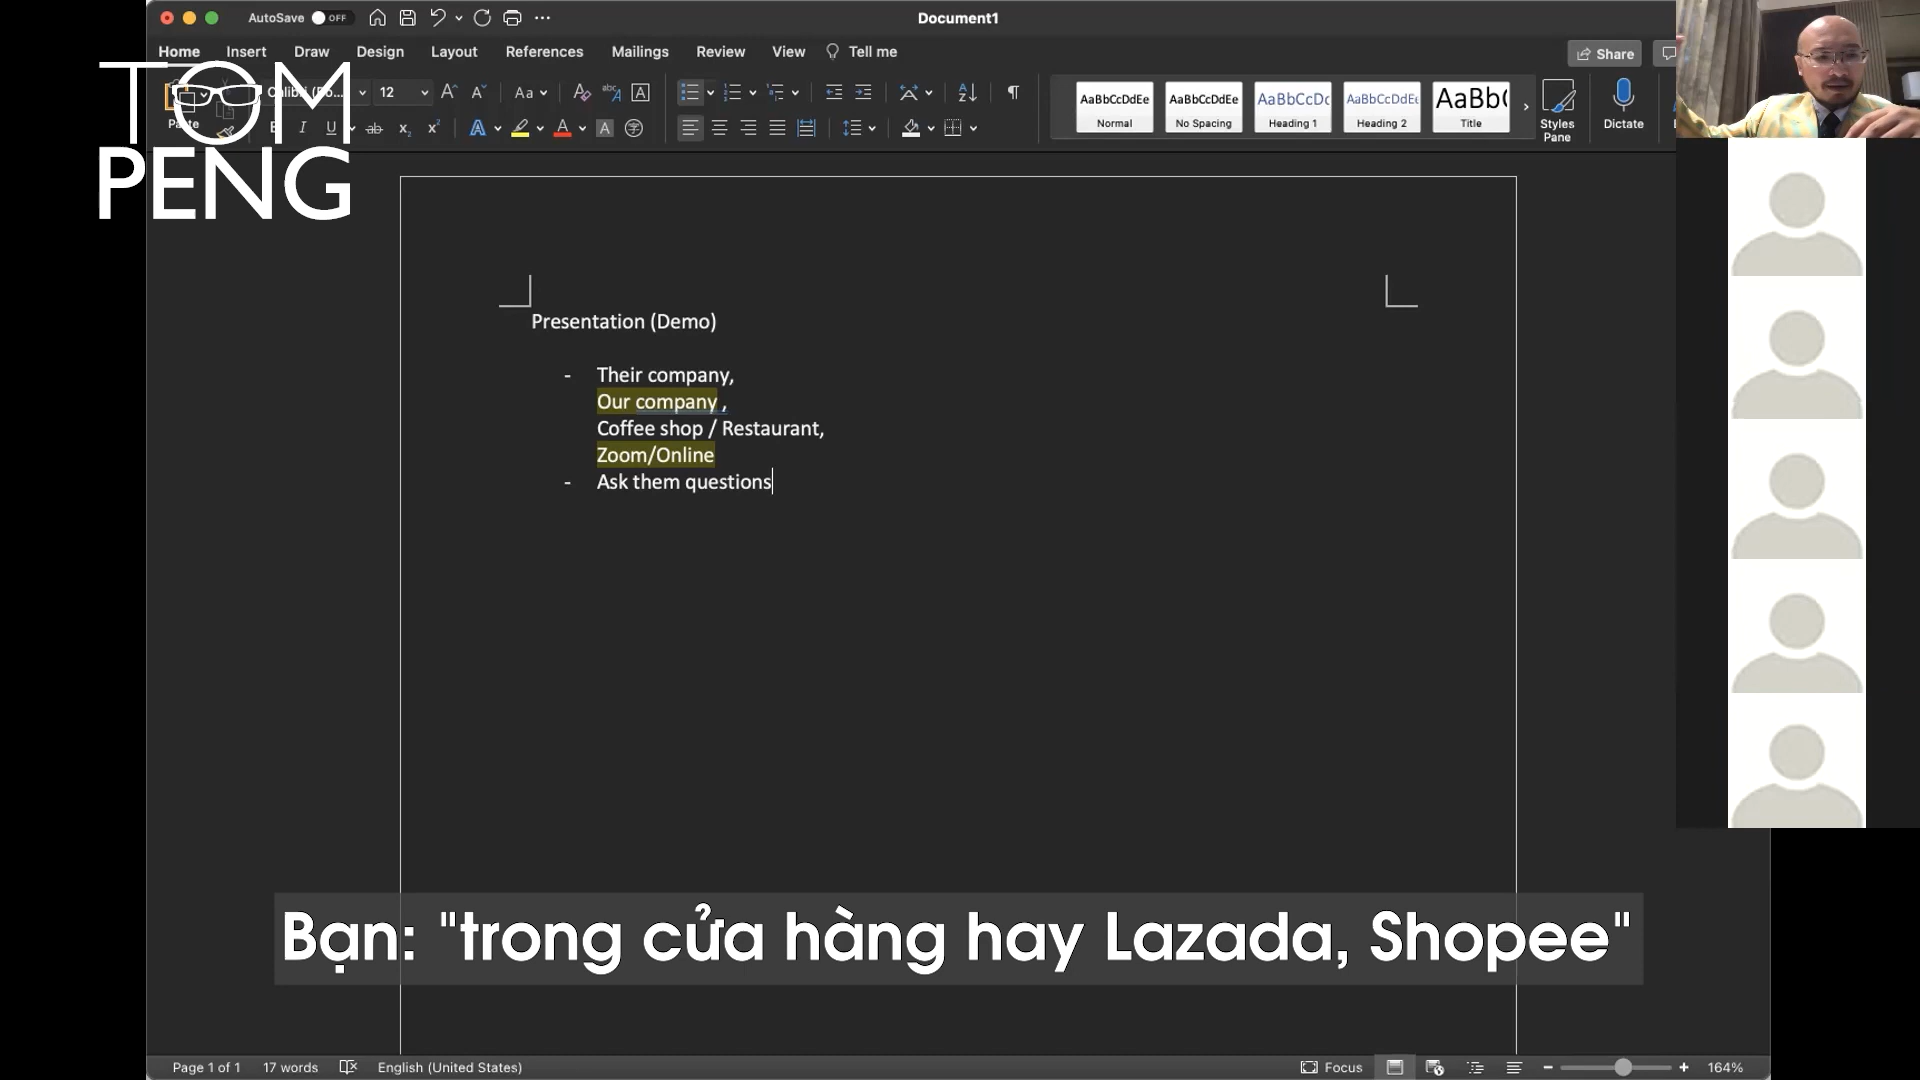 AutoSave OFF
Document1
Home Insert Draw Design Layout References Mailings Review View Tell me
Share
TOM
PENG
12
Aa
Paste
AaBbCcDdEe AaBbCcDdEe AaBbCcDc AaBbCcDdEe AaBb(
Normal No Spacing Heading 1 Heading 2 Title
Styles Pane
Dictate
Presentation (Demo)
- Their company,
Our company ,
Coffee shop / Restaurant,
Zoom/Online
- Ask them questions
Bạn: "trong cửa hàng hay Lazada, Shopee"
Page 1 of 1 17 words English (United States) Focus 164%